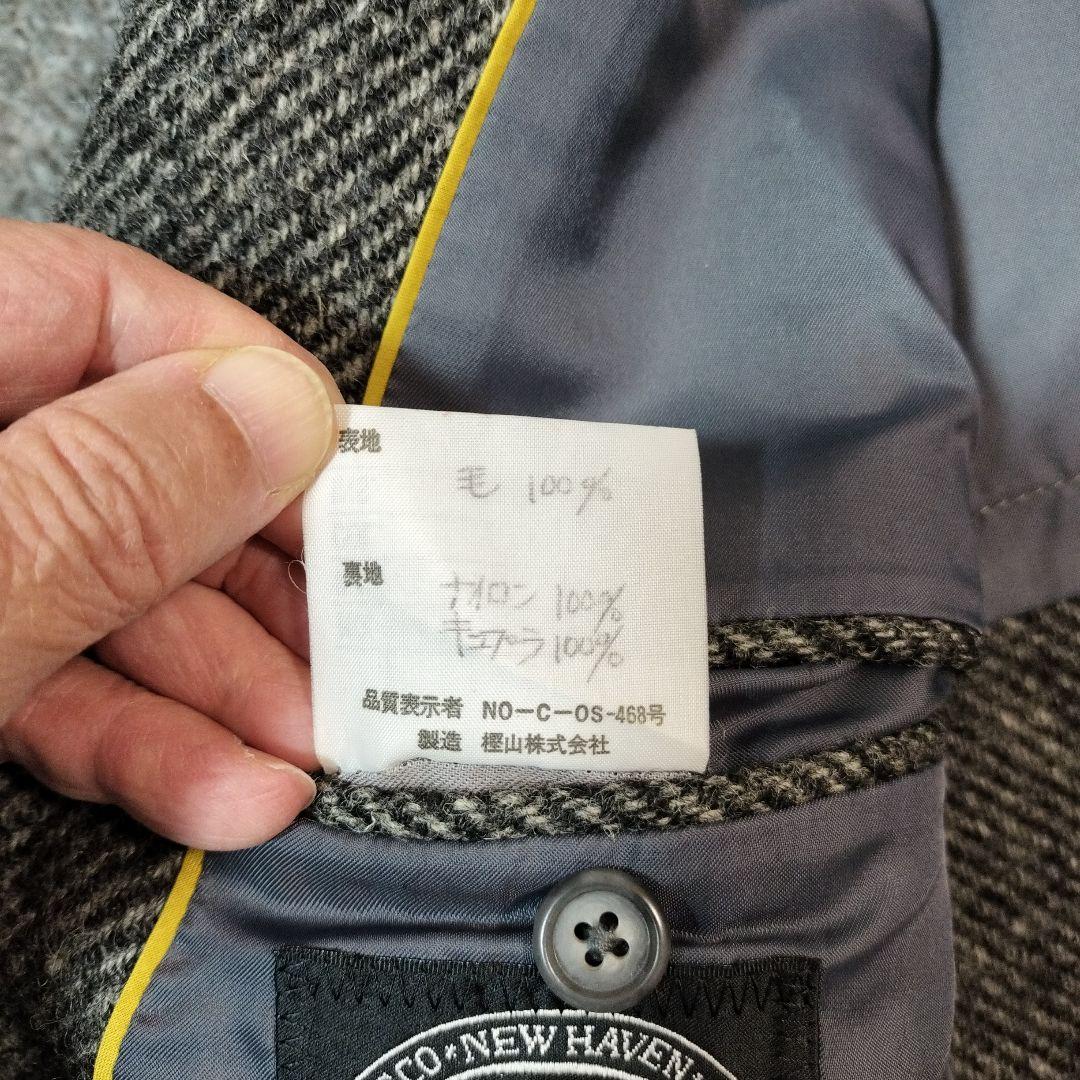 表地
毛 100%
裏地
ナイロン 100%
キュプラ 100%
品質表示者 NO-C-OS-468号
製造 樫山株式会社
CO★NEW HAVEN